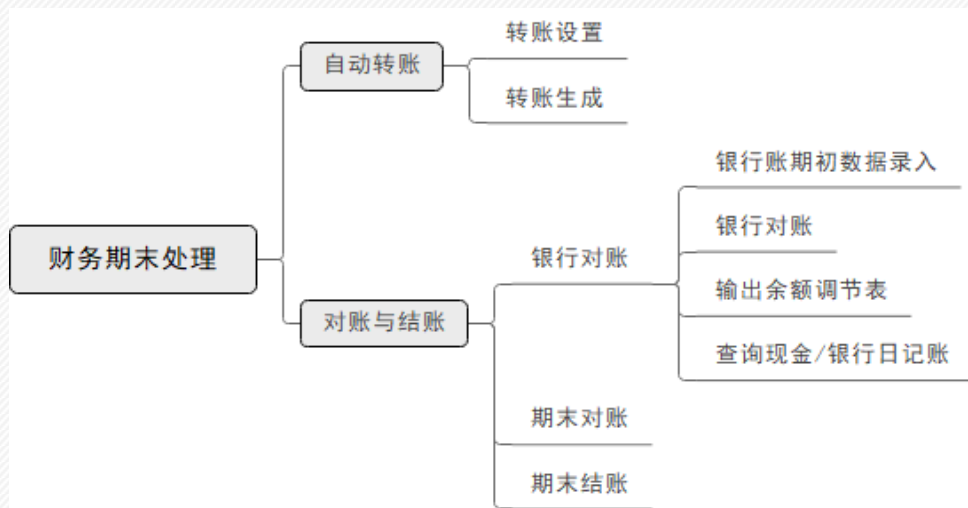 财务期末处理
自动转账
转账设置
转账生成
对账与结账
银行对账
银行账期初数据录入
银行对账
输出余额调节表
查询现金/银行日记账
期末对账
期末结账